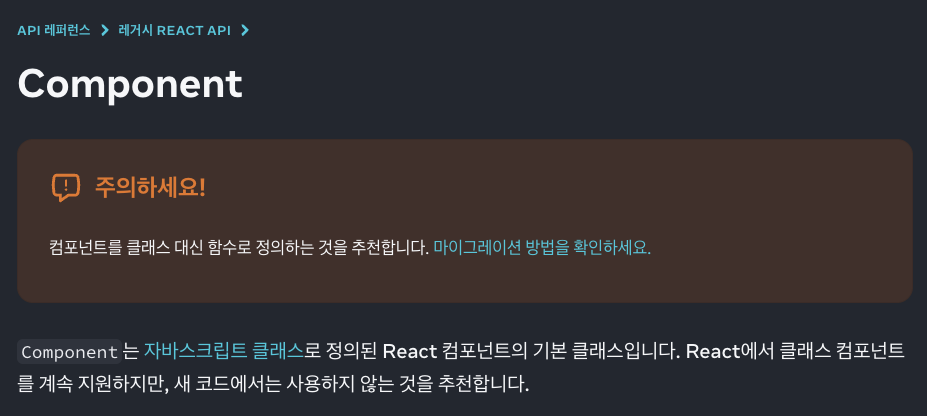 API 레퍼런스 > 레거시 REACT API >
Component
주의하세요!
컴포넌트를 클래스 대신 함수로 정의하는 것을 추천합니다. 마이그레이션 방법을 확인하세요.
Component는 자바스크립트 클래스로 정의된 React 컴포넌트의 기본 클래스입니다. React에서 클래스 컴포넌트
를 계속 지원하지만, 새 코드에서는 사용하지 않는 것을 추천합니다.